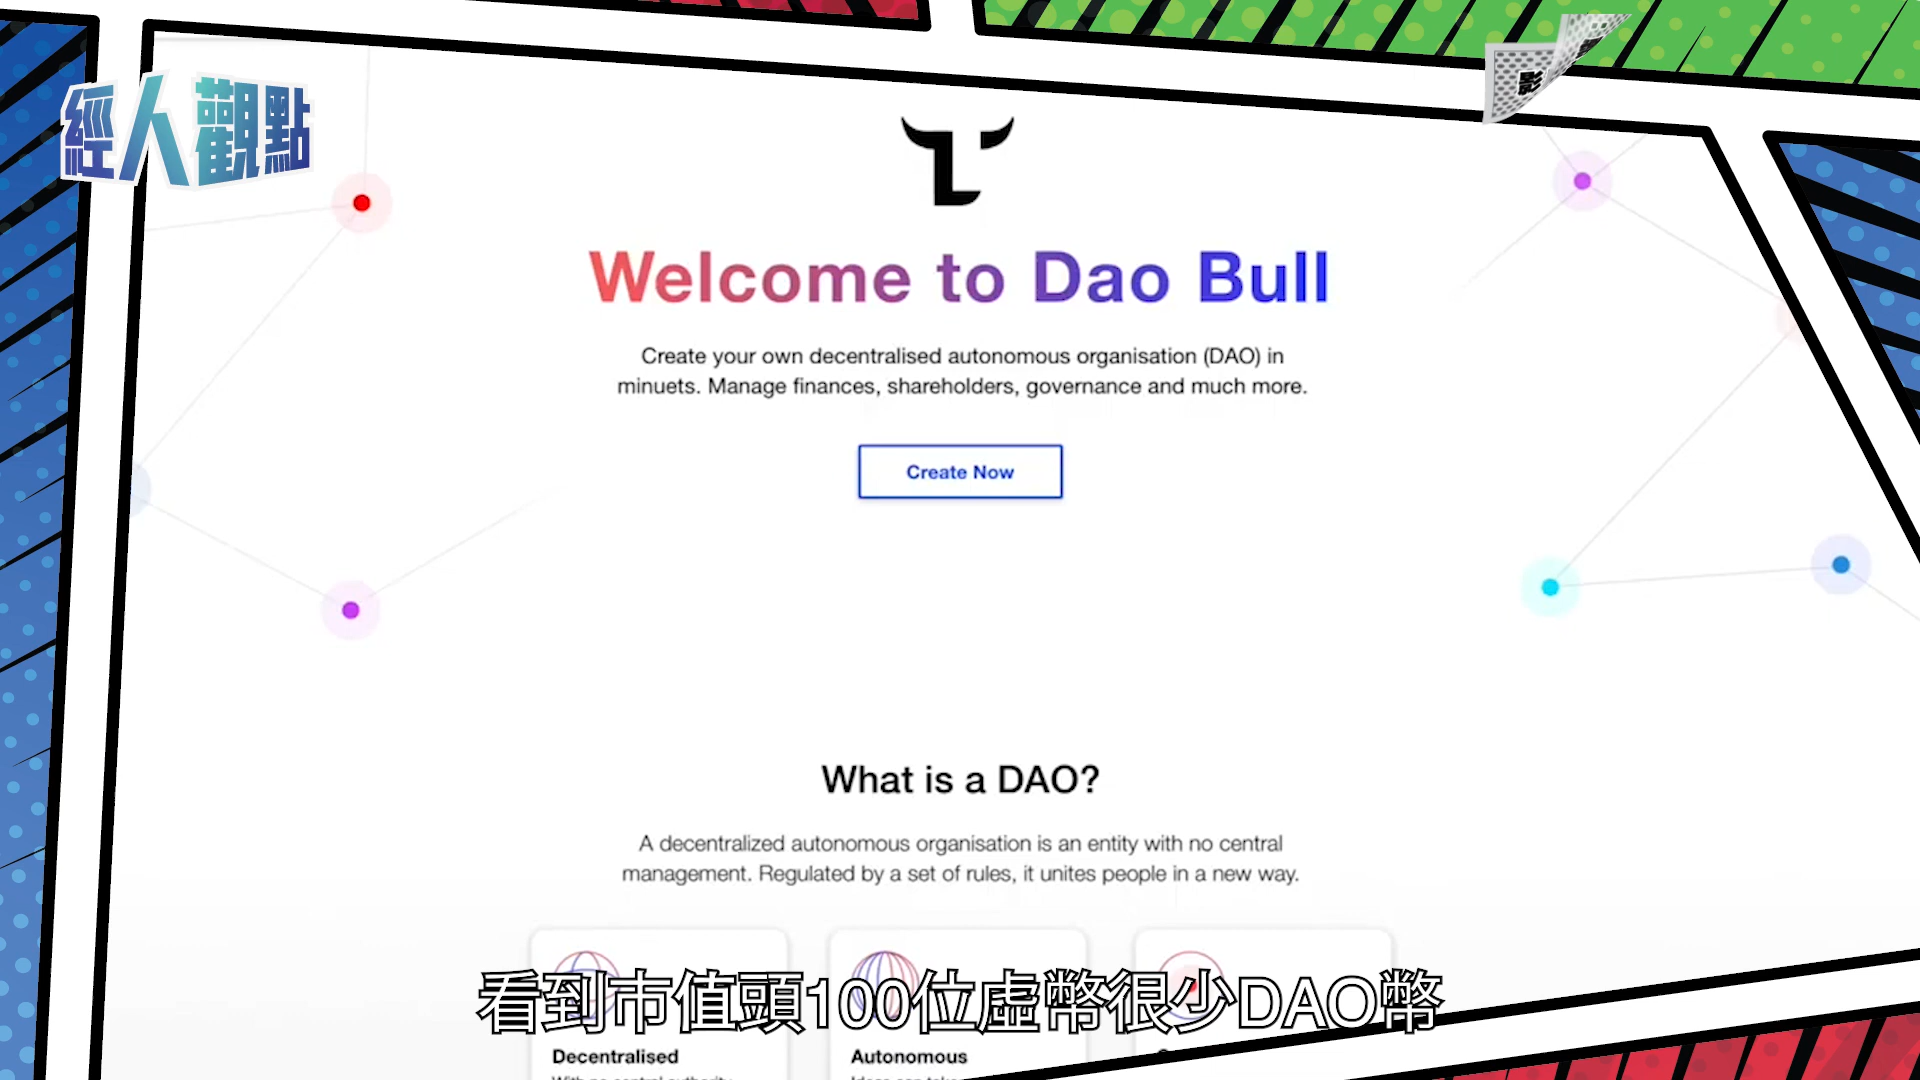 經人觀點
影
Welcome to Dao Bull
Create your own decentralised autonomous organisation (DAO) in
minuets. Manage finances, shareholders, governance and much more.
Create Now
What is a DAO?
A decentralized autonomous organisation is an entity with no central
management. Regulated by a set of rules, it unites people in a new way.
看到市值頭100位虛幣很少DAO幣
Decentralised
Autonomous